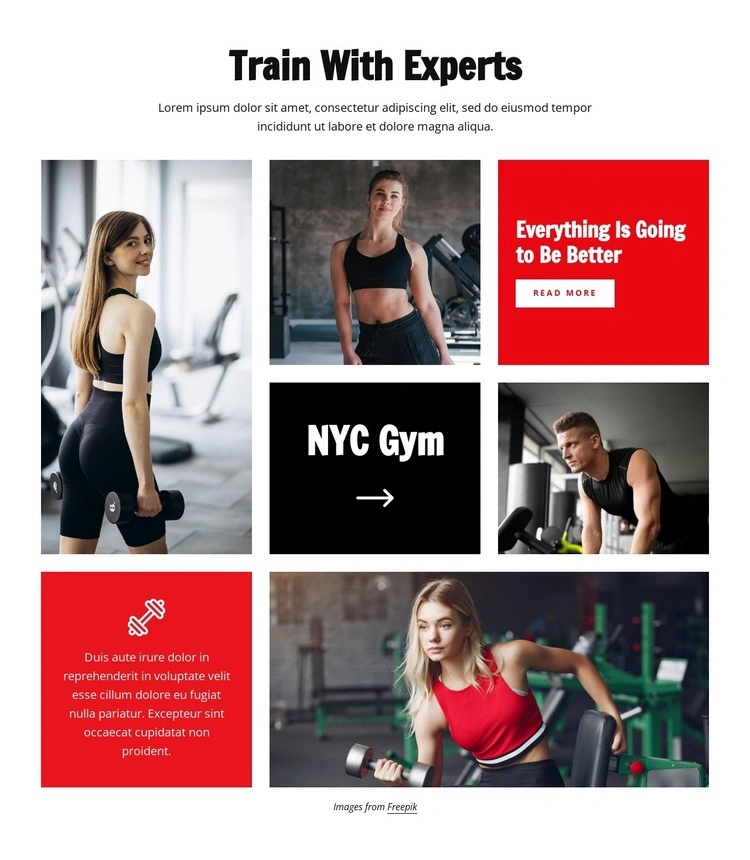 Train With Experts
Lorem ipsum dolor sit amet, consectetur adipiscing elit, sed do eiusmod tempor
incididunt ut labore et dolore magna aliqua.
Everything Is Going
to Be Better
READ MORE
NYC Gym
Duis aute irure dolor in
reprehenderit in voluptate velit
esse cillum dolore eu fugiat
nulla pariatur. Excepteur sint
occaecat cupidatat non
proident.
Images from Freepik